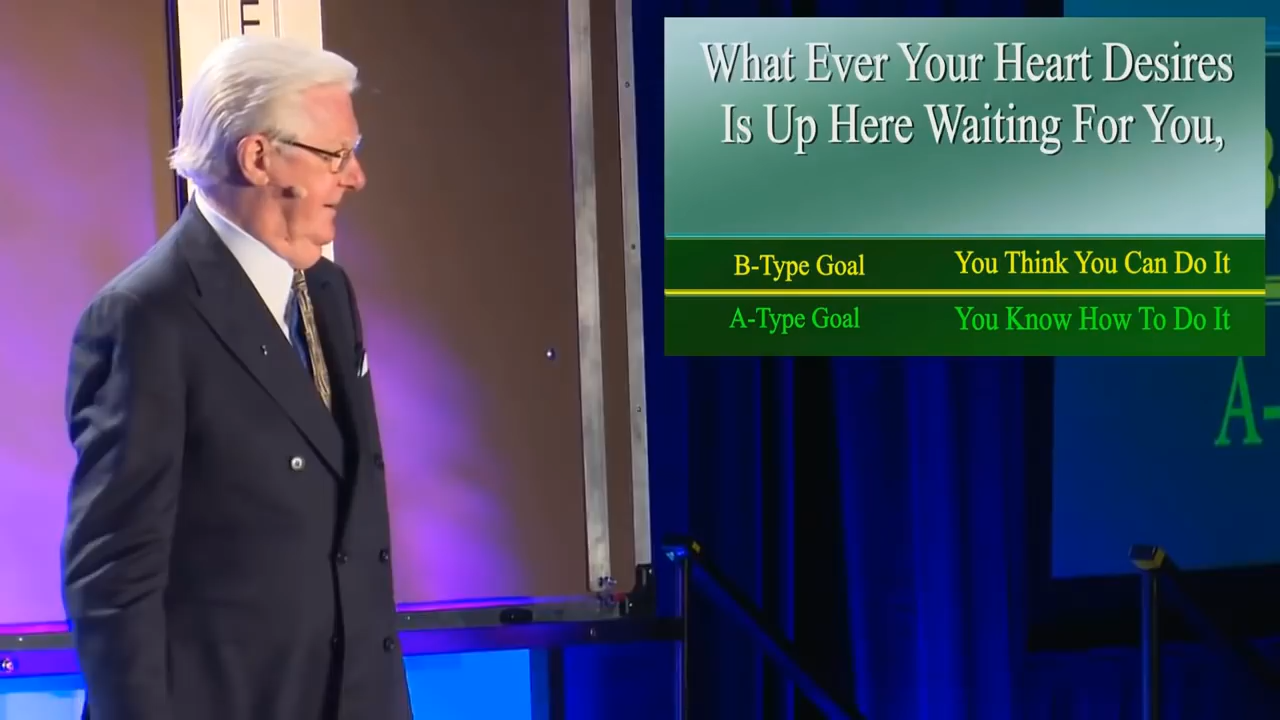 What Ever Your Heart Desires
Is Up Here Waiting For You,
B-Type Goal You Think You Can Do It
A-Type Goal You Know How To Do It
A-